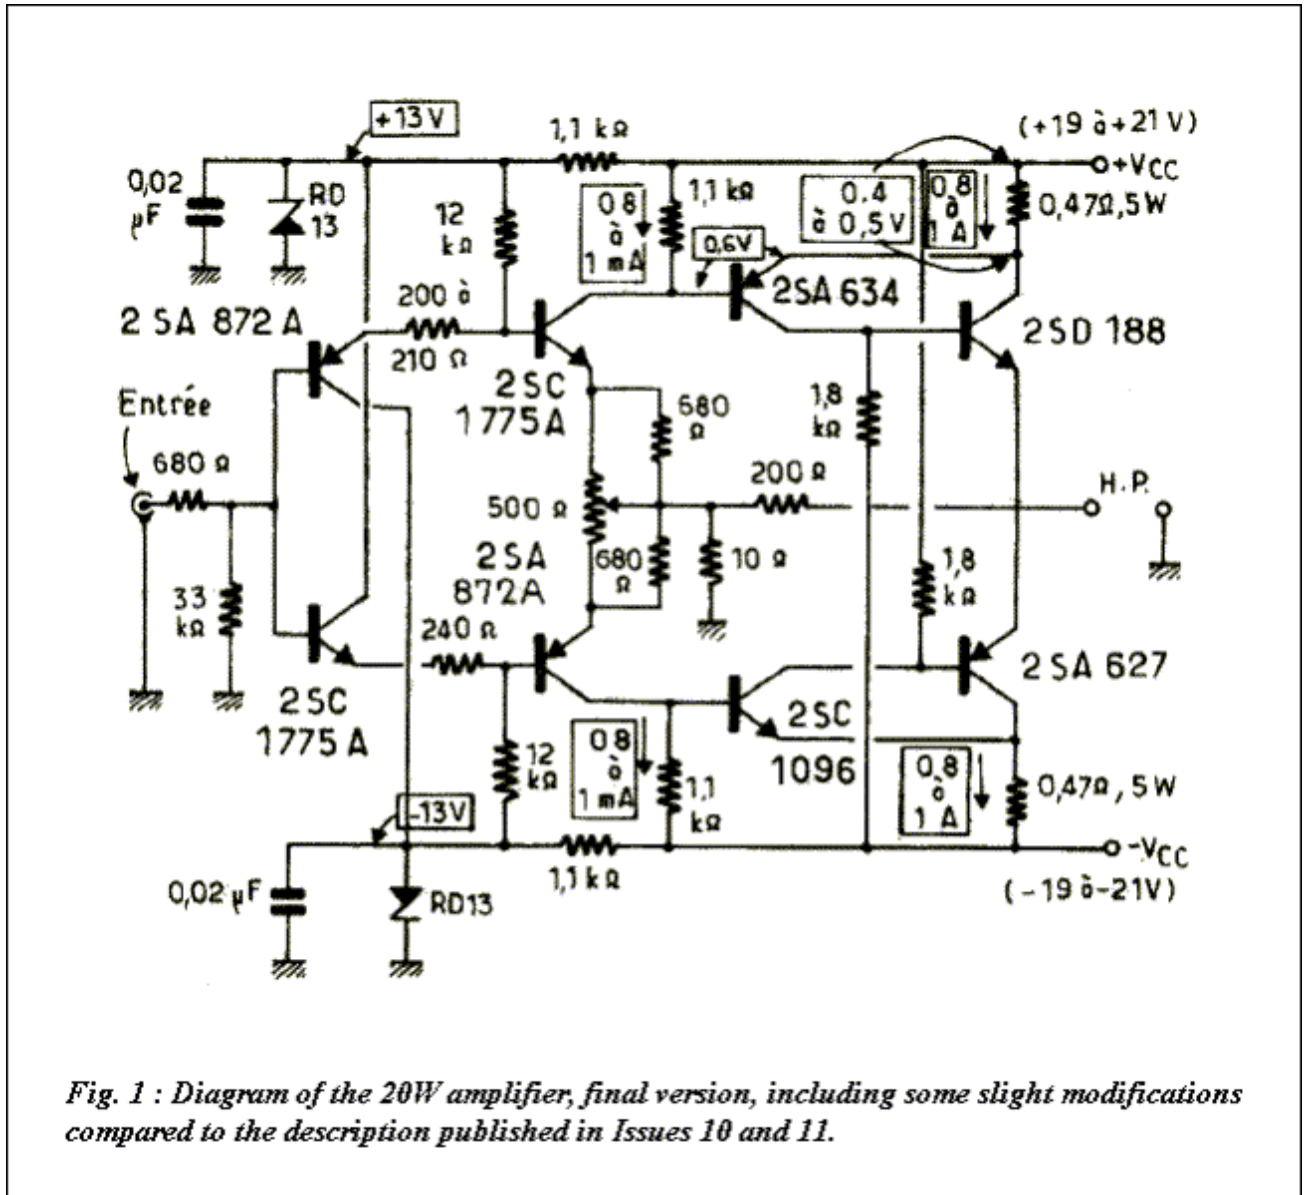 +13V
1,1 kΩ
(+19 à+21V)
+VCC
0,02
µF
RD
13
12
kΩ
0.8
à
1 mA
1,1 kΩ
0.4
à 0,5V
0.8
à
1 A
0,47Ω,5W
0,6V
2 SA 872 A
200 à
210 Ω
2SA 634
2SD 188
2SC
1775A
Entrée
680 Ω
680
Ω
1,8
kΩ
200 Ω
H.P.
500 Ω
2 SA
872A
680
Ω
10 Ω
1,8
kΩ
33
kΩ
240 Ω
2 SA 627
2SC
1775 A
12
kΩ
0.8
à
1 mA
1,1
kΩ
2SC
1096
0.8
à
1 A
0,47Ω, 5W
-13V
1,1 kΩ
-VCC
(-19 à-21V)
0,02 µF
RD13
Fig. 1 : Diagram of the 20W amplifier, final version, including some slight modifications
compared to the description published in Issues 10 and 11.